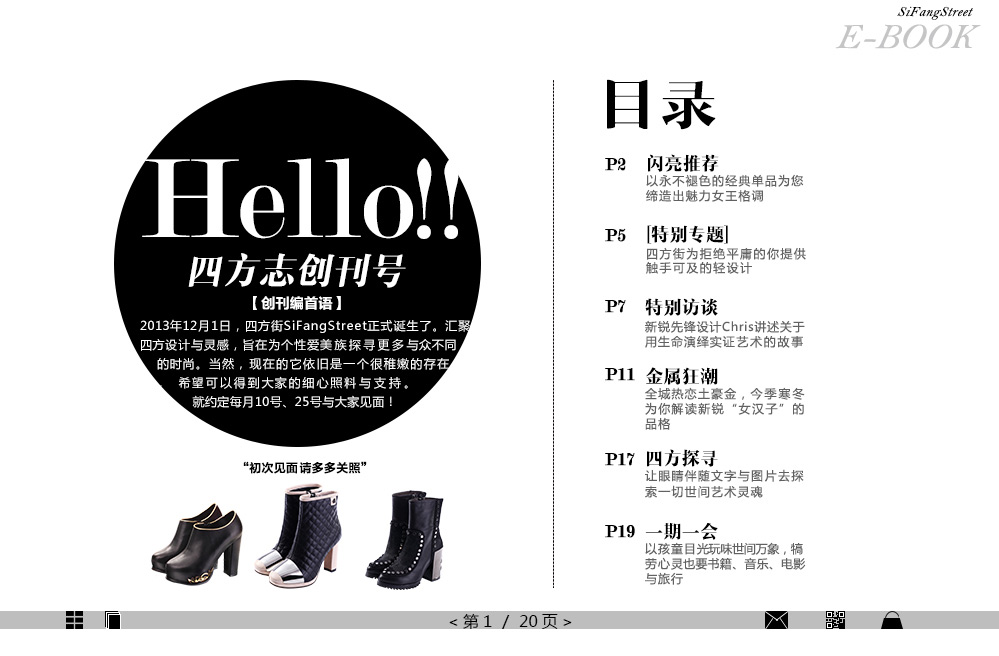 SiFangStreet
E-BOOK
Hello!!
四方志创刊号
【创刊编首语】
2013年12月1日，四方街SiFangStreet正式诞生了。汇聚
四方设计与灵感，旨在为个性爱美族探寻更多与众不同
的时尚。当然，现在的它依旧是一个很稚嫩的存在
希望可以得到大家的细心照料与支持。
就约定每月10号、25号与大家见面！
“初次见面请多多关照”
目录
P2 闪亮推荐
以永不褪色的经典单品为您
缔造出魅力女王格调
P5 [特别专题]
四方街为拒绝平庸的你提供
触手可及的轻设计
P7 特别访谈
新锐先锋设计Chris讲述关于
用生命演绎实证艺术的故事
P11 金属狂潮
全城热恋土豪金，今季寒冬
为你解读新锐“女汉子”的
品格
P17 四方探寻
让眼睛伴随文字与图片去探
索一切世间艺术灵魂
P19 一期一会
以孩童目光玩味世间万象，犒
劳心灵也要书籍、音乐、电影
与旅行
<第1 / 20页>